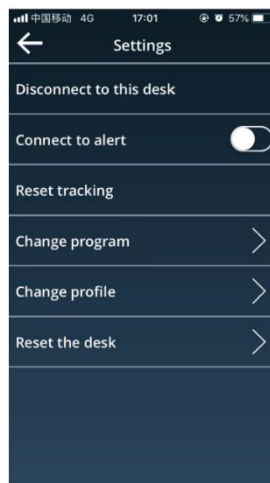 中国移动 4G 17:01 57%
Settings
Disconnect to this desk
Connect to alert
Reset tracking
Change program
Change profile
Reset the desk